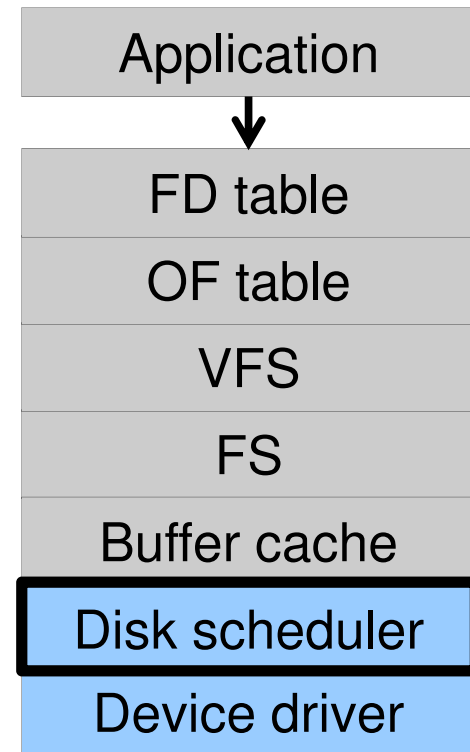 Application
FD table
OF table
VFS
FS
Buffer cache
Disk scheduler
Device driver